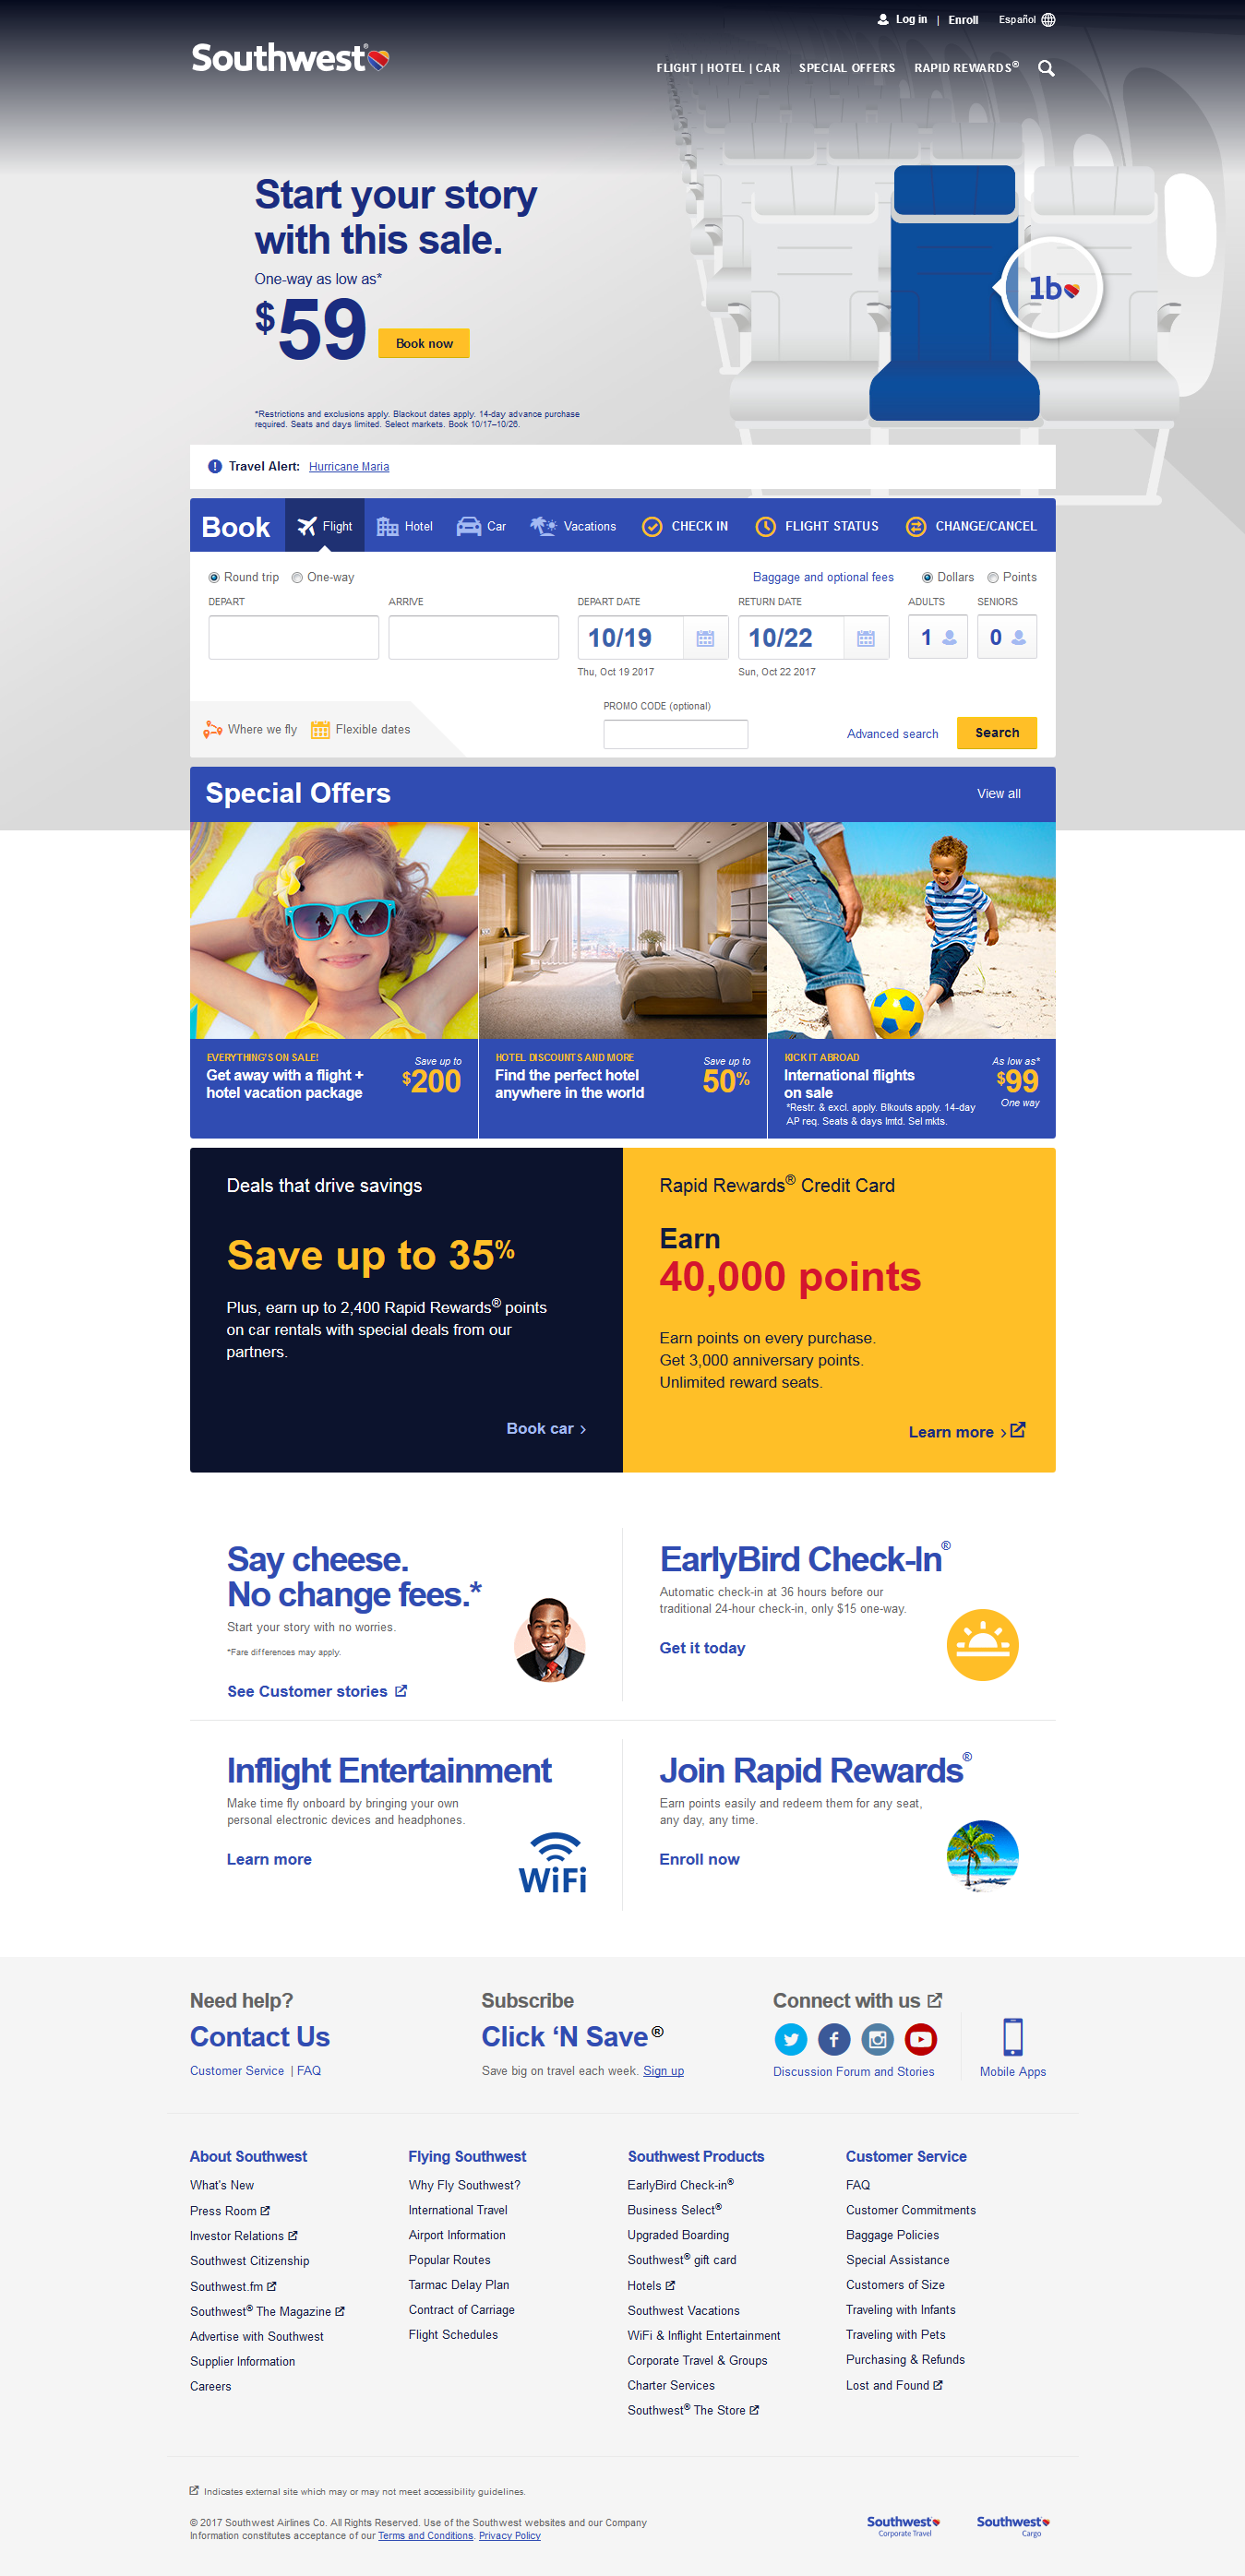 Log in | Enroll Español
Southwest®
FLIGHT | HOTEL | CAR SPECIAL OFFERS RAPID REWARDS®
Start your story
with this sale.
One-way as low as*
$59 Book now
1b
*Restrictions and exclusions apply. Blackout dates apply. 14-day advance purchase
required. Seats and days limited. Select markets. Book 10/17–10/26.
Travel Alert: Hurricane Maria
Book Flight Hotel Car Vacations CHECK IN FLIGHT STATUS CHANGE/CANCEL
Round trip One-way Baggage and optional fees Dollars Points
DEPART ARRIVE DEPART DATE RETURN DATE ADULTS SENIORS
10/19 10/22 1 0
Thu, Oct 19 2017 Sun, Oct 22 2017
PROMO CODE (optional)
Where we fly Flexible dates Advanced search Search
Special Offers View all
EVERYTHING'S ON SALE!
Get away with a flight +
hotel vacation package
Save up to
$200
HOTEL DISCOUNTS AND MORE
Find the perfect hotel
anywhere in the world
Save up to
50%
KICK IT ABROAD
International flights
on sale
*Restr. & excl. apply. Blkouts apply. 14-day
AP req. Seats & days lmtd. Sel mkts.
As low as*
$99
One way
Deals that drive savings
Save up to 35%
Plus, earn up to 2,400 Rapid Rewards® points
on car rentals with special deals from our
partners.
Book car ›
Rapid Rewards® Credit Card
Earn
40,000 points
Earn points on every purchase.
Get 3,000 anniversary points.
Unlimited reward seats.
Learn more ›
Say cheese.
No change fees.*
Start your story with no worries.
*Fare differences may apply.
See Customer stories
EarlyBird Check-In®
Automatic check-in at 36 hours before our
traditional 24-hour check-in, only $15 one-way.
Get it today
Inflight Entertainment
Make time fly onboard by bringing your own
personal electronic devices and headphones.
Learn more
WiFi
Join Rapid Rewards®
Earn points easily and redeem them for any seat,
any day, any time.
Enroll now
Need help?
Contact Us
Customer Service | FAQ
Subscribe
Click ‘N Save®
Save big on travel each week. Sign up
Connect with us
Discussion Forum and Stories
Mobile Apps
About Southwest
What's New
Press Room
Investor Relations
Southwest Citizenship
Southwest.fm
Southwest® The Magazine
Advertise with Southwest
Supplier Information
Careers
Flying Southwest
Why Fly Southwest?
International Travel
Airport Information
Popular Routes
Tarmac Delay Plan
Contract of Carriage
Flight Schedules
Southwest Products
EarlyBird Check-in®
Business Select®
Upgraded Boarding
Southwest® gift card
Hotels
Southwest Vacations
WiFi & Inflight Entertainment
Corporate Travel & Groups
Charter Services
Southwest® The Store
Customer Service
FAQ
Customer Commitments
Baggage Policies
Special Assistance
Customers of Size
Traveling with Infants
Traveling with Pets
Purchasing & Refunds
Lost and Found
Indicates external site which may or may not meet accessibility guidelines.
© 2017 Southwest Airlines Co. All Rights Reserved. Use of the Southwest websites and our Company
Information constitutes acceptance of our Terms and Conditions. Privacy Policy
Southwest
Corporate Travel
Southwest
Cargo